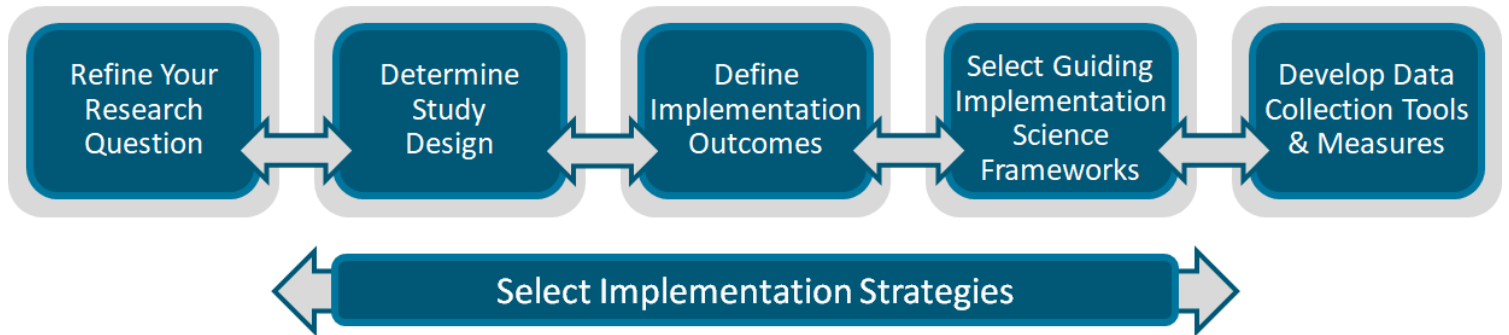 Refine Your
Research
Question
Determine
Study
Design
Define
Implementation
Outcomes
Select Guiding
Implementation
Science
Frameworks
Develop Data
Collection Tools
& Measures
Select Implementation Strategies